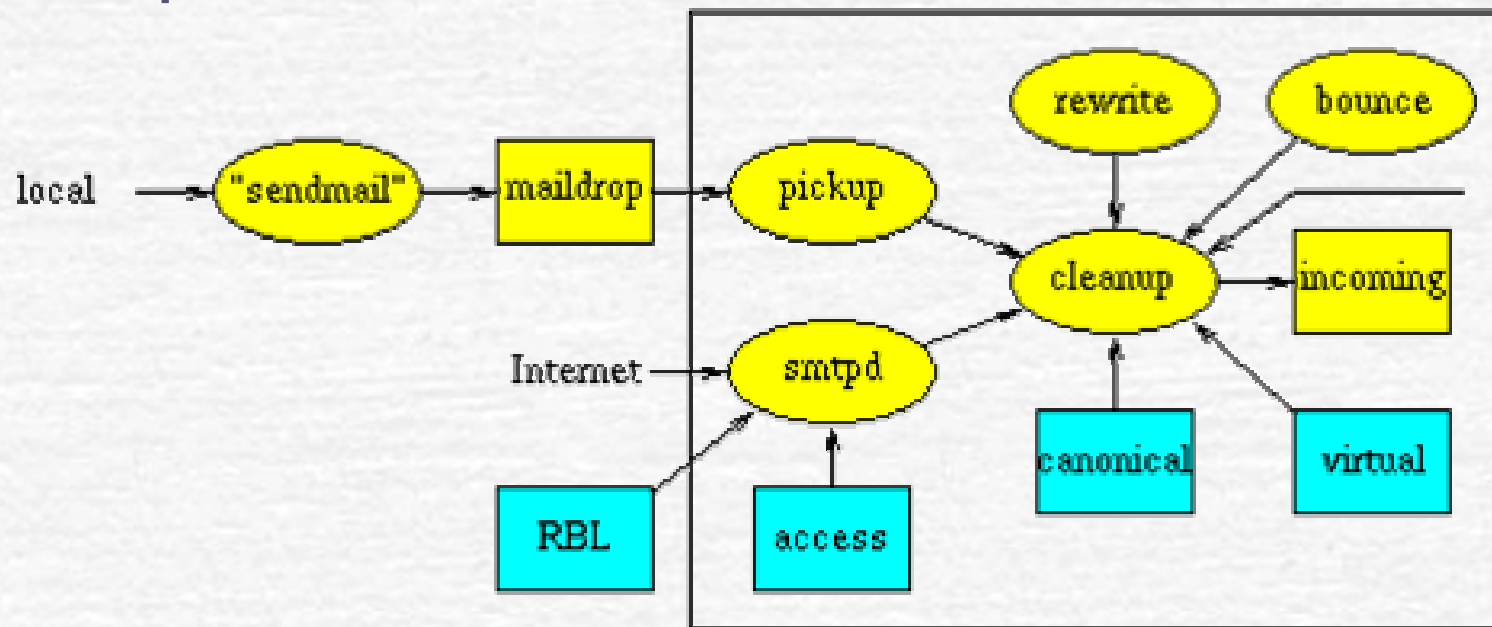 rewrite
bounce
local
"sendmail"
maildrop
pickup
cleanup
incoming
Internet
smtpd
canonical
virtual
RBL
access